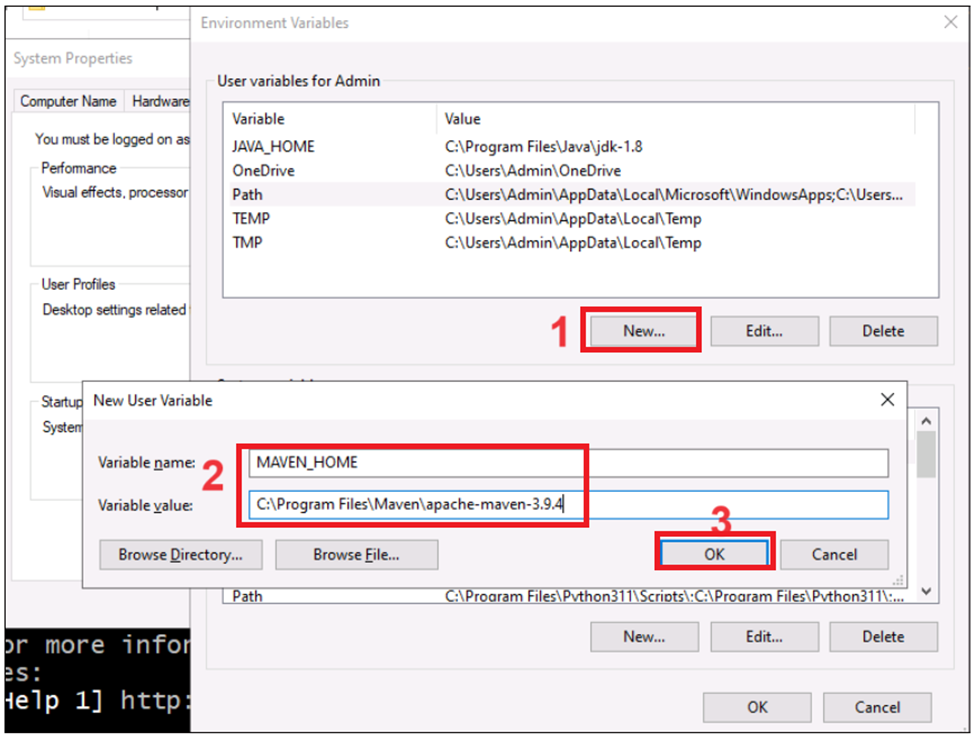 Environment Variables
System Properties
Computer Name Hardware
You must be logged on as
Performance
Visual effects, processor
User Profiles
Desktop settings related
Startup
System
User variables for Admin
Variable Value
JAVA_HOME C:\Program Files\Java\jdk-1.8
OneDrive C:\Users\Admin\OneDrive
Path C:\Users\Admin\AppData\Local\Microsoft\WindowsApps;C:\Users...
TEMP C:\Users\Admin\AppData\Local\Temp
TMP C:\Users\Admin\AppData\Local\Temp
1 New... Edit... Delete
New User Variable
Variable name: MAVEN_HOME
2
Variable value: C:\Program Files\Maven\apache-maven-3.9.4
3
Browse Directory... Browse File... OK Cancel
Path C:\Program Files\Python311\Scripts\;C:\Program Files\Python311\;...
New... Edit... Delete
OK Cancel
or more infor
es:
Help 1] http: